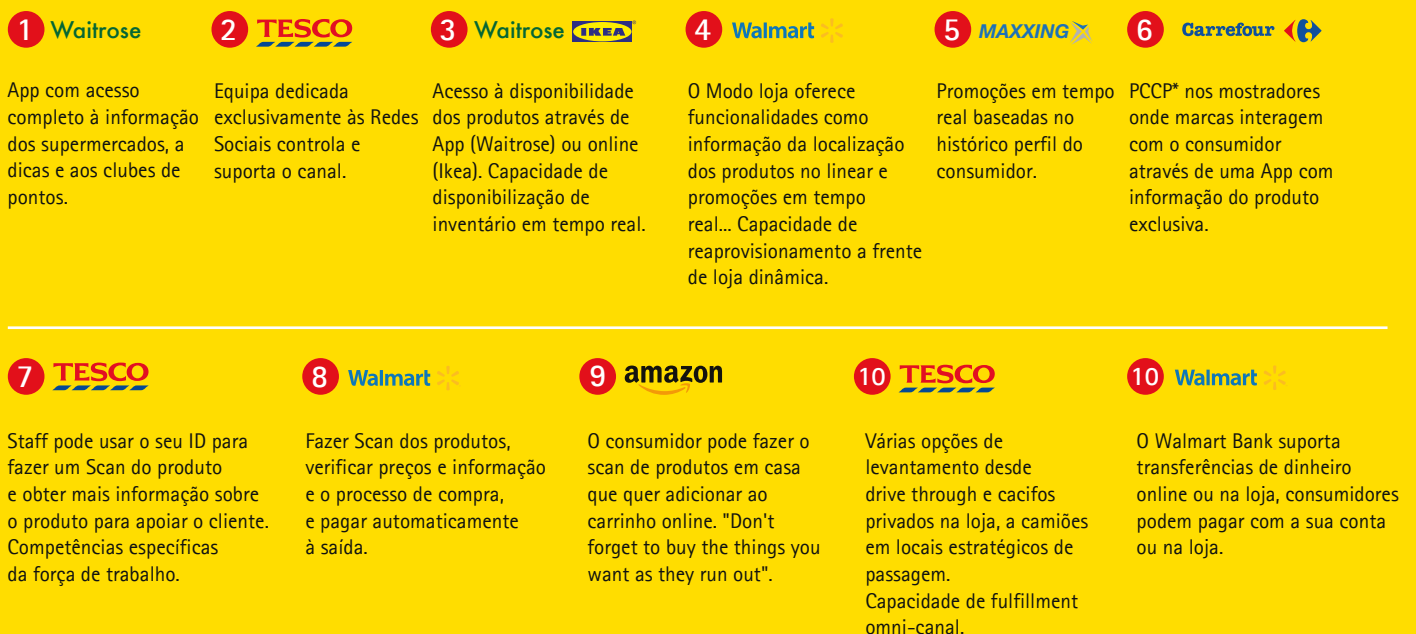 1 Waitrose
App com acesso
completo à informação
dos supermercados, a
dicas e aos clubes de
pontos.
2 TESCO
Equipa dedicada
exclusivamente às Redes
Sociais controla e
suporta o canal.
3 Waitrose IKEA
Acesso à disponibilidade
dos produtos através de
App (Waitrose) ou online
(Ikea). Capacidade de
disponibilização de
inventário em tempo real.
4 Walmart
O Modo loja oferece
funcionalidades como
informação da localização
dos produtos no linear e
promoções em tempo
real... Capacidade de
reaprovisionamento a frente
de loja dinâmica.
5 MAXXING
Promoções em tempo
real baseadas no
histórico perfil do
consumidor.
6 Carrefour
PCCP* nos mostradores
onde marcas interagem
com o consumidor
através de uma App com
informação do produto
exclusiva.
7 TESCO
Staff pode usar o seu ID para
fazer um Scan do produto
e obter mais informação sobre
o produto para apoiar o cliente.
Competências específicas
da força de trabalho.
8 Walmart
Fazer Scan dos produtos,
verificar preços e informação
e o processo de compra,
e pagar automaticamente
à saída.
9 amazon
O consumidor pode fazer o
scan de produtos em casa
que quer adicionar ao
carrinho online. "Don't
forget to buy the things you
want as they run out".
10 TESCO
Várias opções de
levantamento desde
drive through e cacifos
privados na loja, a camiões
em locais estratégicos de
passagem.
Capacidade de fulfillment
omni-canal.
10 Walmart
O Walmart Bank suporta
transferências de dinheiro
online ou na loja, consumidores
podem pagar com a sua conta
ou na loja.